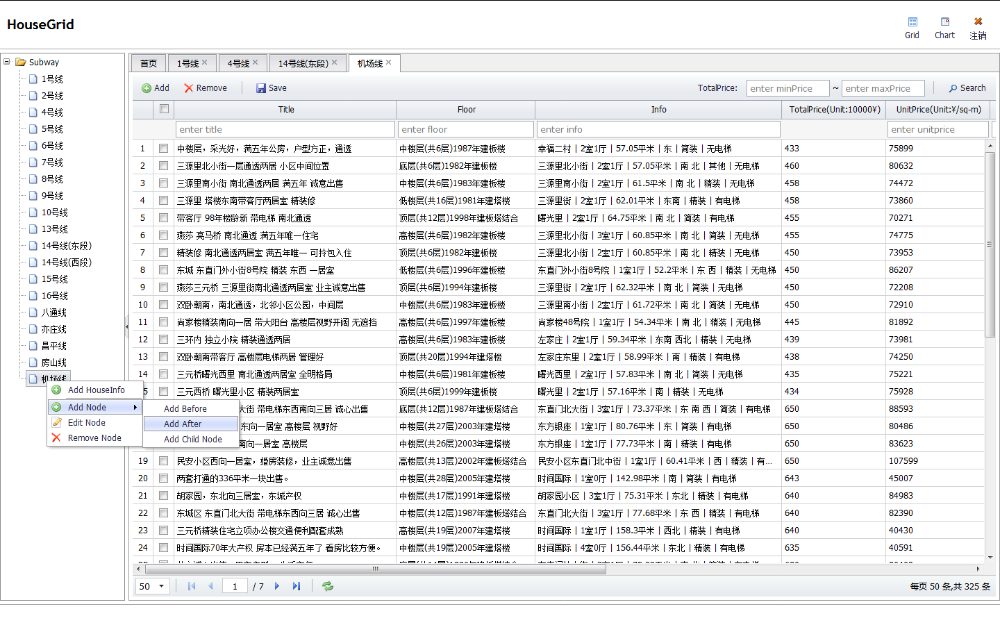 HouseGrid
Grid Chart 注销
Subway
1号线
2号线
4号线
5号线
6号线
7号线
8号线
9号线
10号线
13号线
14号线(东段)
14号线(西段)
15号线
16号线
八通线
亦庄线
昌平线
房山线
机场线
Add HouseInfo
Add Node
Edit Node
Remove Node
Add Before
Add After
Add Child Node
首页 1号线 4号线 14号线(东段) 机场线
Add Remove Save TotalPrice: enter minPrice ~ enter maxPrice Search
Title Floor Info TotalPrice(Unit:10000¥) UnitPrice(Unit:¥/sq-m)
enter title enter floor enter info enter unitprice
1 中楼层，采光好，满五年公房，户型方正，通透 中楼层(共6层)1987年建板楼 幸福二村 | 2室1厅 | 57.05平米 | 东 | 简装 | 无电梯 433 75899
2 三源里北小街一层通透两居 小区中间位置 底层(共6层)1982年建板楼 三源里北小街 | 2室1厅 | 57.05平米 | 南 北 | 其他 | 无电梯 460 80632
3 三源里南小街 南北通透两居 满五年 诚意出售 中楼层(共6层)1983年建板楼 三源里南小街 | 2室1厅 | 61.5平米 | 南 北 | 精装 | 无电梯 458 74472
4 三源里 塔楼东南带客厅两居室 精装修 低楼层(共16层)1981年建塔楼 三源里街 | 2室1厅 | 62.01平米 | 东南 | 精装 | 有电梯 458 73860
5 带客厅 98年楼龄新 带电梯 南北通透 顶层(共12层)1998年建板塔结合 曙光里 | 2室1厅 | 64.75平米 | 南 北 | 简装 | 有电梯 455 70271
6 燕莎 亮马桥 南北通透 满五年唯一住宅 高楼层(共6层)1982年建板楼 三源里北小街 | 3室1厅 | 60.85平米 | 南 北 | 简装 | 无电梯 455 74775
7 精装修 南北通透两居室 满五年唯一 可拎包入住 顶层(共6层)1982年建板楼 三源里北小街 | 2室1厅 | 60.85平米 | 南 北 | 精装 | 无电梯 450 73953
8 东城 东直门外小街8号院 精装 东西 一居室 低楼层(共6层)1996年建板楼 东直门外小街8号院 | 1室1厅 | 52.2平米 | 东 西 | 精装 | 无电梯 450 86207
9 燕莎三元桥 三源里街南北通透两居室 业主诚意出售 顶层(共6层)1994年建板楼 三源里街 | 2室1厅 | 62.32平米 | 南 北 | 简装 | 无电梯 450 72208
10 双卧朝南，南北通透，北邻小区公园，中间层 中楼层(共6层)1983年建板楼 三源里南小街 | 2室1厅 | 61.72平米 | 南 北 | 简装 | 无电梯 450 72910
11 尚家楼精装南向一居 带大阳台 高楼层视野开阔 无遮挡 高楼层(共6层)1997年建板楼 尚家楼48号院 | 1室1厅 | 54.34平米 | 南 北 | 精装 | 无电梯 445 81892
12 三环内 独立小院 精装通透两居 高楼层(共6层)1983年建板楼 左家庄 | 2室1厅 | 59.34平米 | 东南 西北 | 精装 | 无电梯 439 73981
13 双卧朝南带客厅 高楼层电梯两居 管理好 顶层(共20层)1994年建塔楼 左家庄东里 | 2室1厅 | 58.99平米 | 南 | 精装 | 有电梯 438 74250
14 三元桥曙光西里 南北通透两居室 全明格局 中楼层(共6层)1981年建板楼 曙光西里 | 2室1厅 | 57.83平米 | 南 北 | 精装 | 无电梯 435 75221
5 三元西桥 曙光里小区 精装两居室 顶层(共6层)1999年建板楼 曙光里 | 2室1厅 | 57.16平米 | 南 | 精装 | 无电梯 434 75928
大街 带电梯东西南向三居 诚心出售 底层(共12层)1987年建板塔结合 东直门北大街 | 3室1厅 | 73.37平米 | 东 南 西 | 简装 | 有电梯 650 88593
东向一居室 高楼层 视野好 中楼层(共27层)2003年建塔楼 东方银座 | 1室1厅 | 80.76平米 | 东 | 简装 | 有电梯 650 80486
南向一居室 高楼层 中楼层(共26层)2003年建塔楼 东方银座 | 1室1厅 | 77.73平米 | 南 | 精装 | 有电梯 650 83623
19 民安小区西向一居室，婚房装修，业主诚意出售 高楼层(共13层)2002年建板塔结合 民安小区东直门北中街 | 1室1厅 | 60.41平米 | 西 | 精装 | 有... 650 107599
20 两套打通的336平米一块出售。 中楼层(共28层)2005年建塔楼 时间国际 | 1室0厅 | 142.98平米 | 南 | 简装 | 有电梯 643 45007
21 胡家园，东北向三居室，东城产权 中楼层(共17层)1991年建塔楼 胡家园小区 | 3室1厅 | 75.31平米 | 东北 | 精装 | 有电梯 640 84983
22 东城区 东直门北大街 带电梯东西向三居 诚心出售 中楼层(共12层)1987年建板塔结合 东直门北大街 | 3室1厅 | 77.68平米 | 东 西 | 精装 | 有电梯 640 82390
23 三元桥精装住宅立项办公楼交通便利配套成熟 高楼层(共19层)2007年建塔楼 时间国际 | 1室1厅 | 158.3平米 | 西北 | 精装 | 有电梯 640 40430
24 时间国际70年大产权 房本已经满五年了 看房比较方便。 中楼层(共19层)2005年建塔楼 时间国际 | 4室0厅 | 156.44平米 | 东北 | 精装 | 有电梯 635 40591
50 1 / 7 每页 50 条,共 325 条